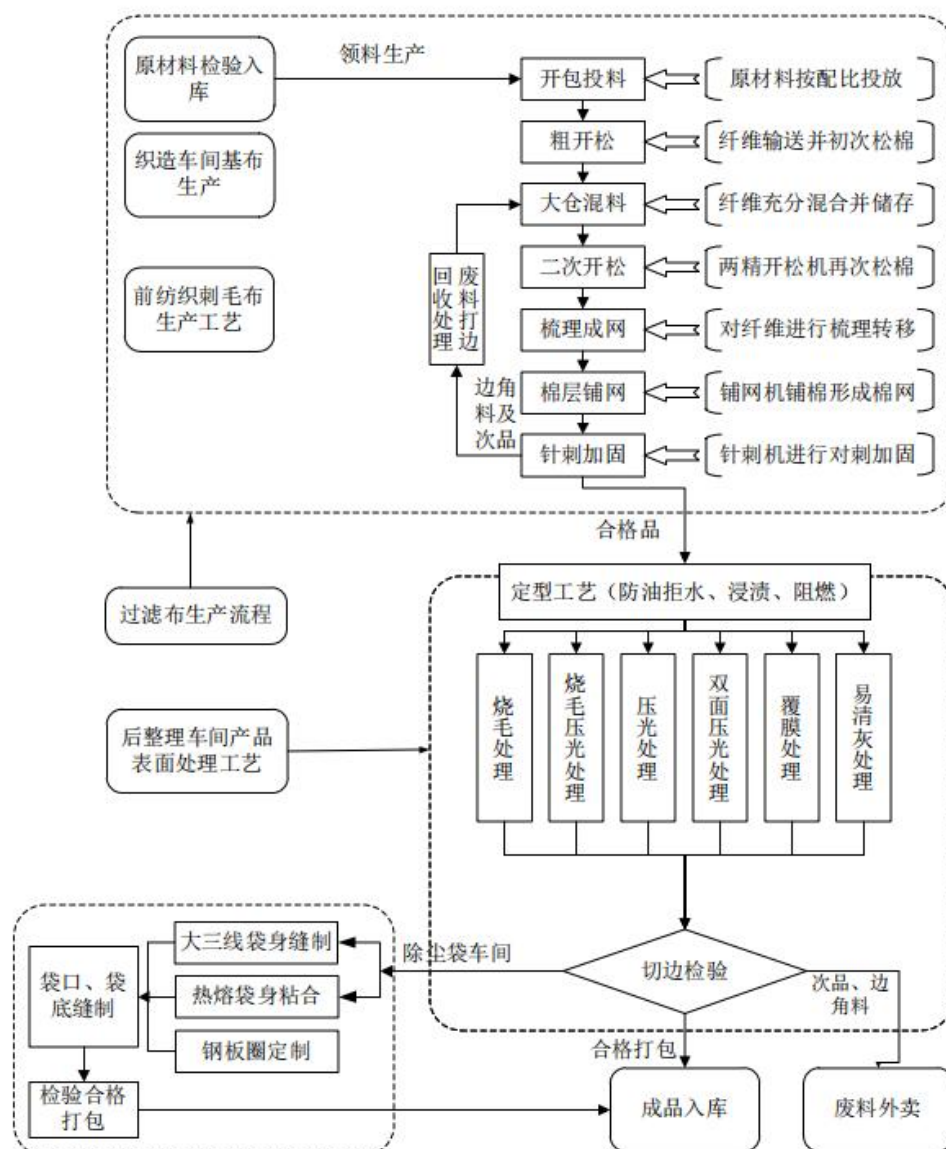 原材料检验入
库
领料生产
开包投料
原材料按配比投放
粗开松
纤维输送并初次松棉
织造车间基布
生产
大仓混料
纤维充分混合并储存
二次开松
两精开松机再次松棉
前纺织刺毛布
生产工艺
废料打边
回收处理
梳理成网
对纤维进行梳理转移
边角
料及
次品
棉层铺网
铺网机铺棉形成棉网
针刺加固
针刺机进行对刺加固
合格品
过滤布生产流程
定型工艺（防油拒水、浸渍、阻燃）
烧毛处理
烧毛压光处理
压光处理
双面压光处理
覆膜处理
易清灰处理
后整理车间产品
表面处理工艺
大三线袋身缝制
除尘袋车间
切边检验
次品、边
角料
袋口、袋
底缝制
热熔袋身粘合
钢板圈定制
合格打包
检验合格
打包
成品入库
废料外卖